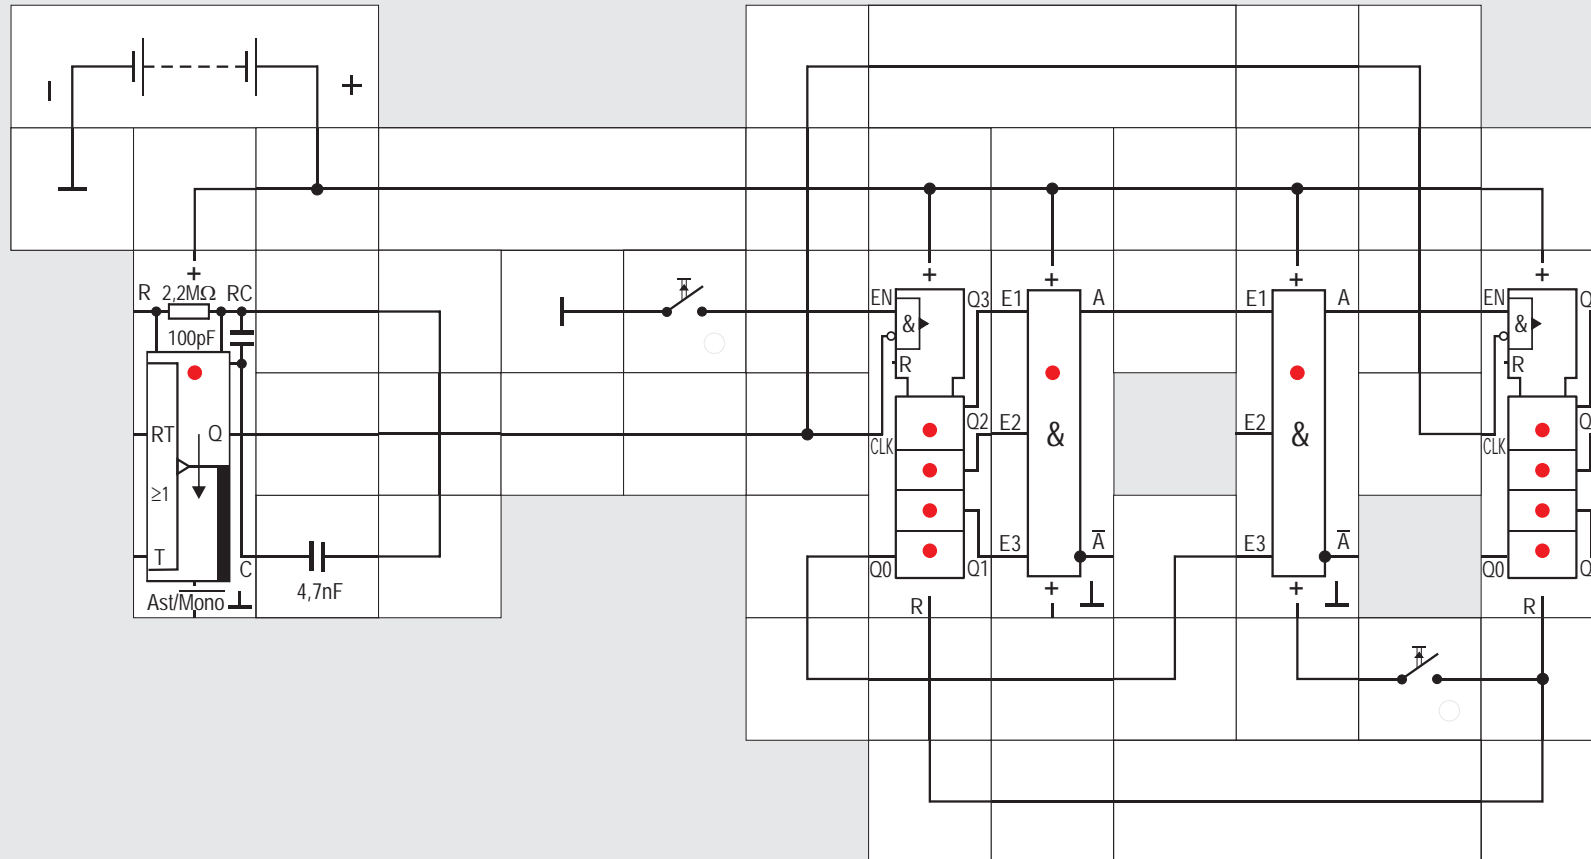 − +
+
R 2,2MΩ RC
100pF
RT Q
≥1
T C
Ast/Mono
4,7nF
+
EN Q3
&
R
Q2
CLK
Q0 Q1
R
+
E1 A
E2
&
E3 A
+
+
E1 A
E2
&
E3 A
+
+
EN Q
&
R
Q
CLK
Q0 Q
R